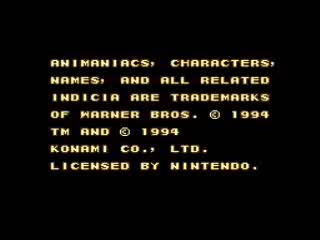 ANIMANIACS, CHARACTERS,
NAMES, AND ALL RELATED
INDICIA ARE TRADEMARKS
OF WARNER BROS. © 1994
TM AND © 1994
KONAMI CO., LTD.
LICENSED BY NINTENDO.